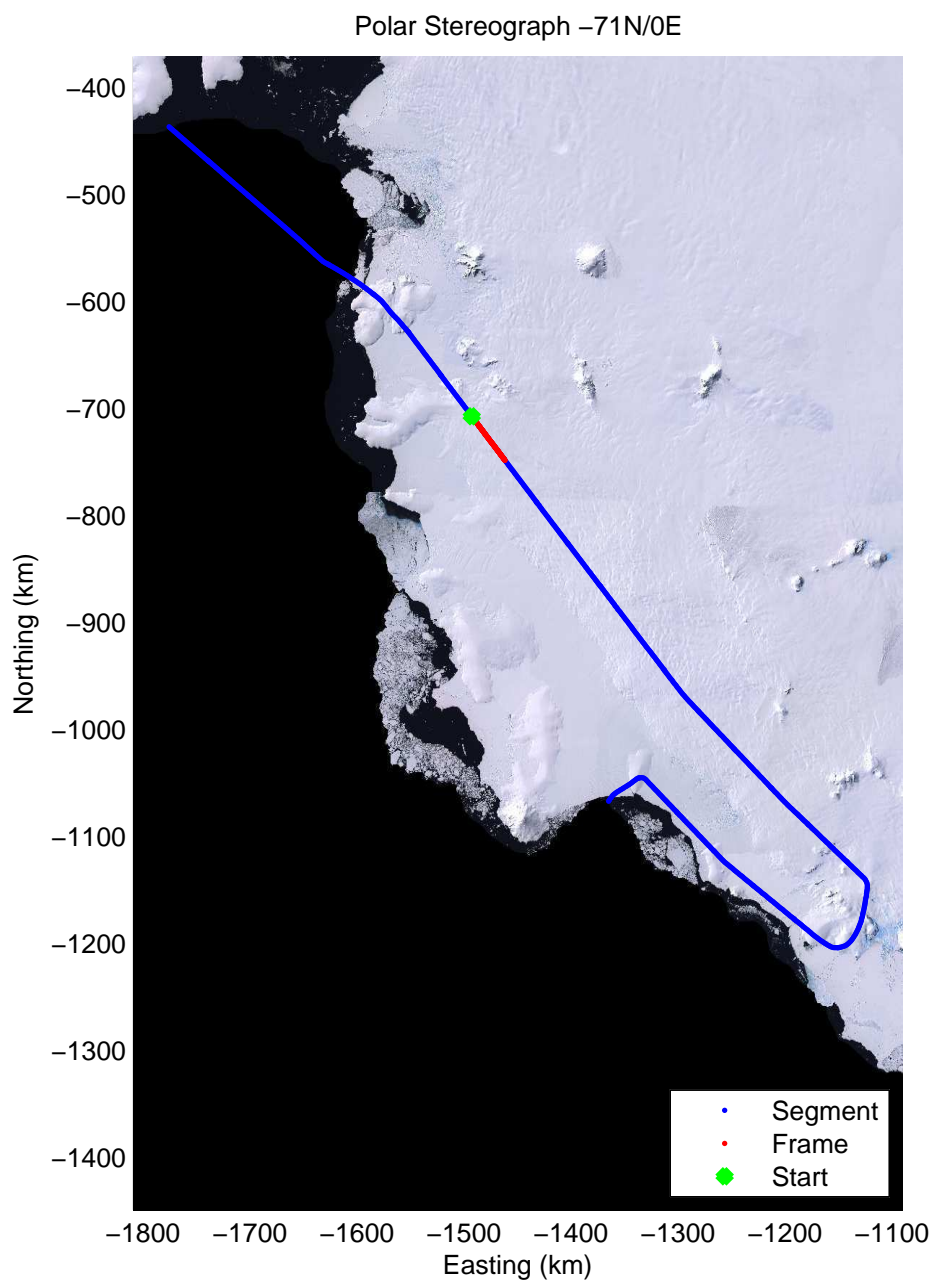 Polar Stereograph −71N/0E
−400
−500
−600
−700
−800
−900
−1000
−1100
−1200
−1300
−1400
Northing (km)
Segment
Frame
Start
−1800 −1700 −1600 −1500 −1400 −1300 −1200 −1100
Easting (km)